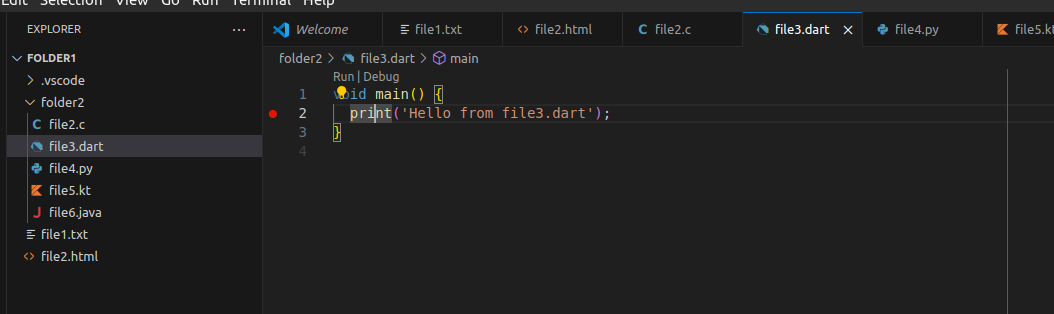 Edit Selection View Go Run Terminal Help
EXPLORER ...
Welcome file1.txt file2.html file2.c file3.dart file4.py file5.kt
FOLDER1
.vscode
folder2
file2.c
file3.dart
file4.py
file5.kt
file6.java
file1.txt
file2.html
folder2 > file3.dart > main
Run | Debug
1 void main() {
2 print('Hello from file3.dart');
3 }
4